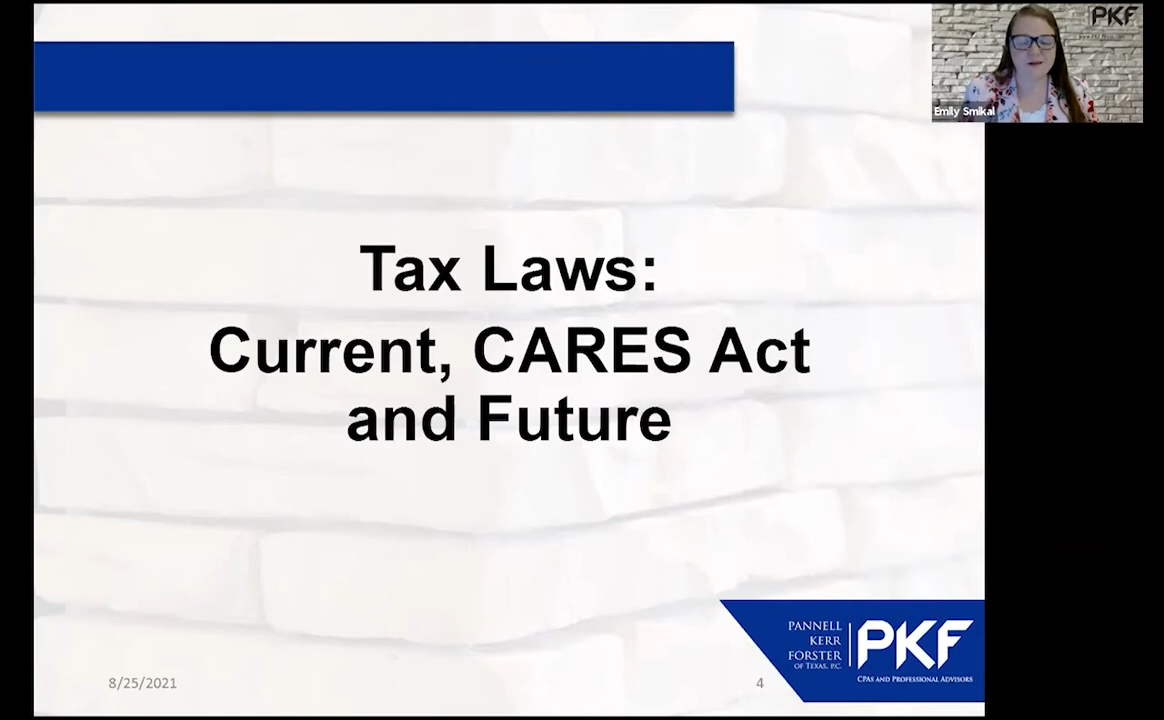 PKF
Emily Smikal
Tax Laws:
Current, CARES Act
and Future
PANNELL
KERR
FORSTER
OF TEXAS, P.C.
PKF
CPAS AND PROFESSIONAL ADVISORS
8/25/2021
4